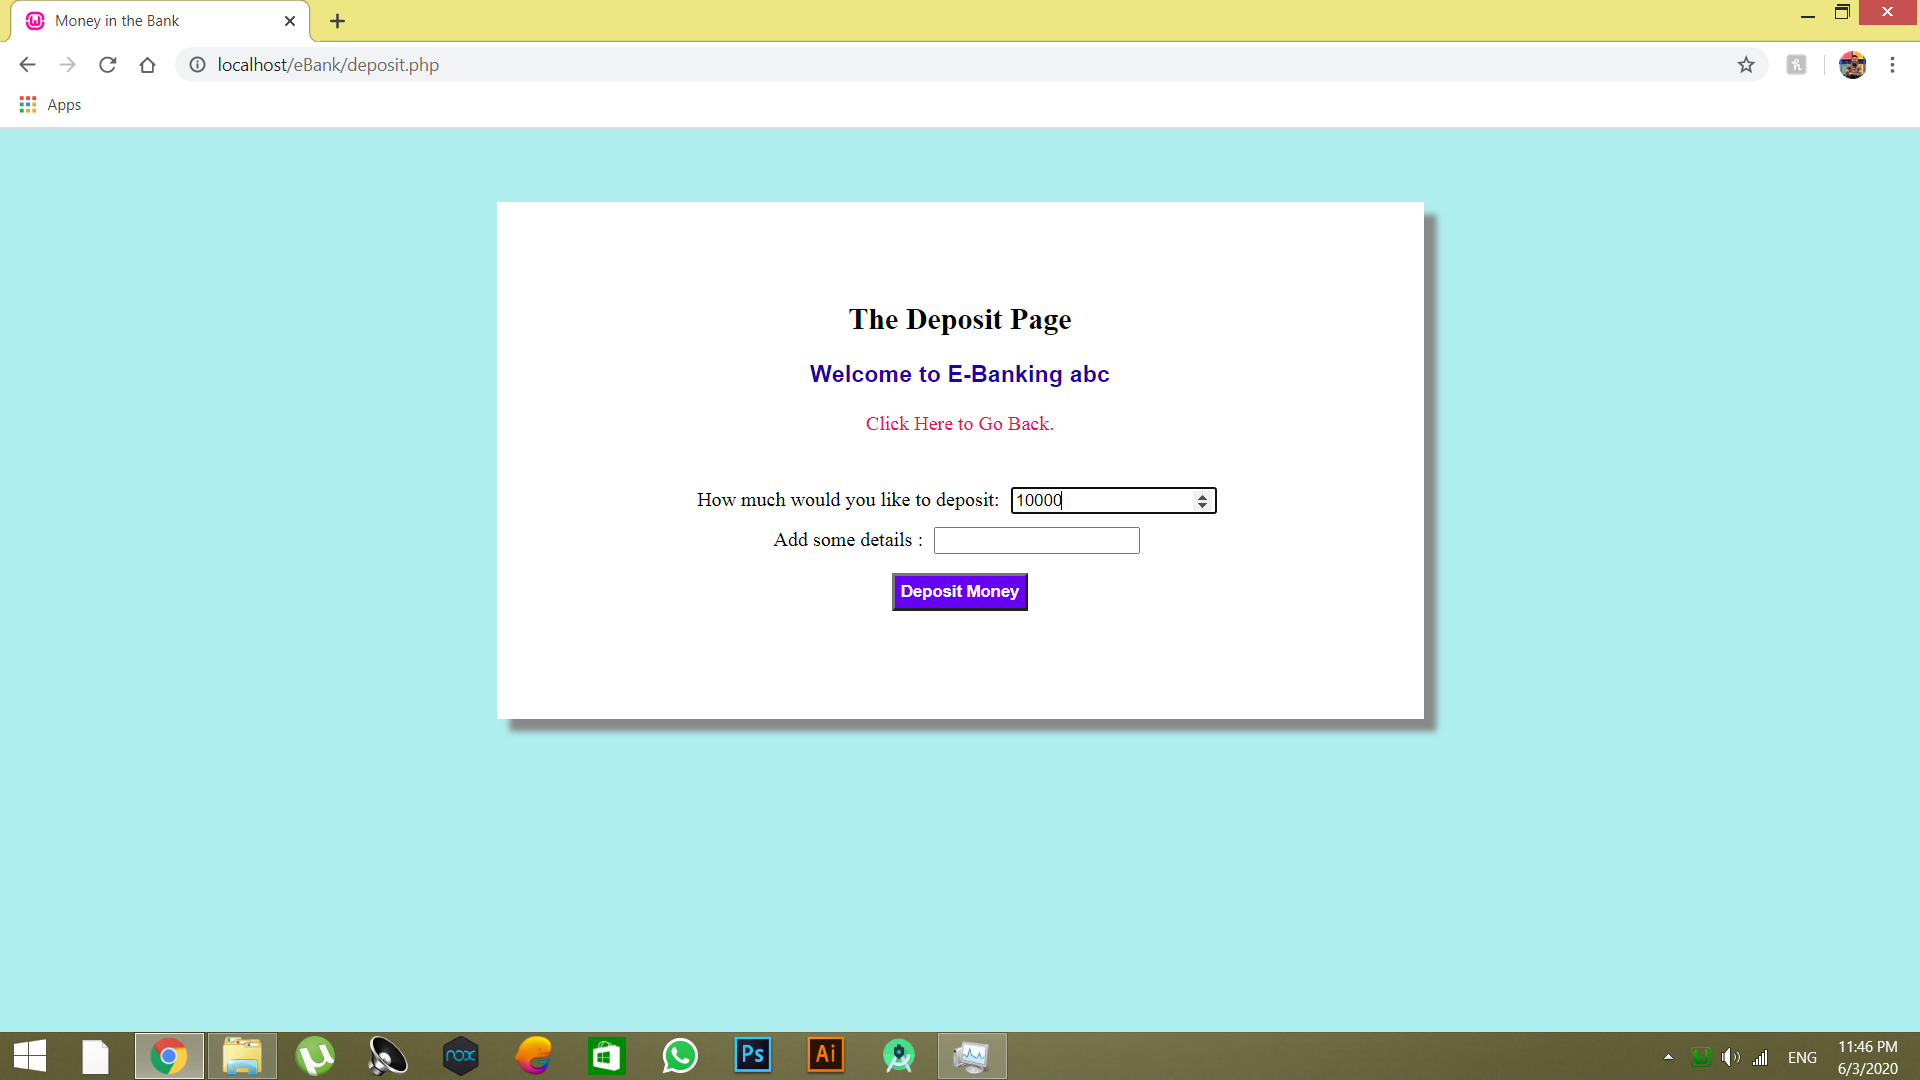 Money in the Bank
localhost/eBank/deposit.php
Apps
The Deposit Page
Welcome to E-Banking abc
Click Here to Go Back.
How much would you like to deposit: 10000
Add some details :
Deposit Money
nox
Ps
Ai
ENG
11:46 PM
6/3/2020